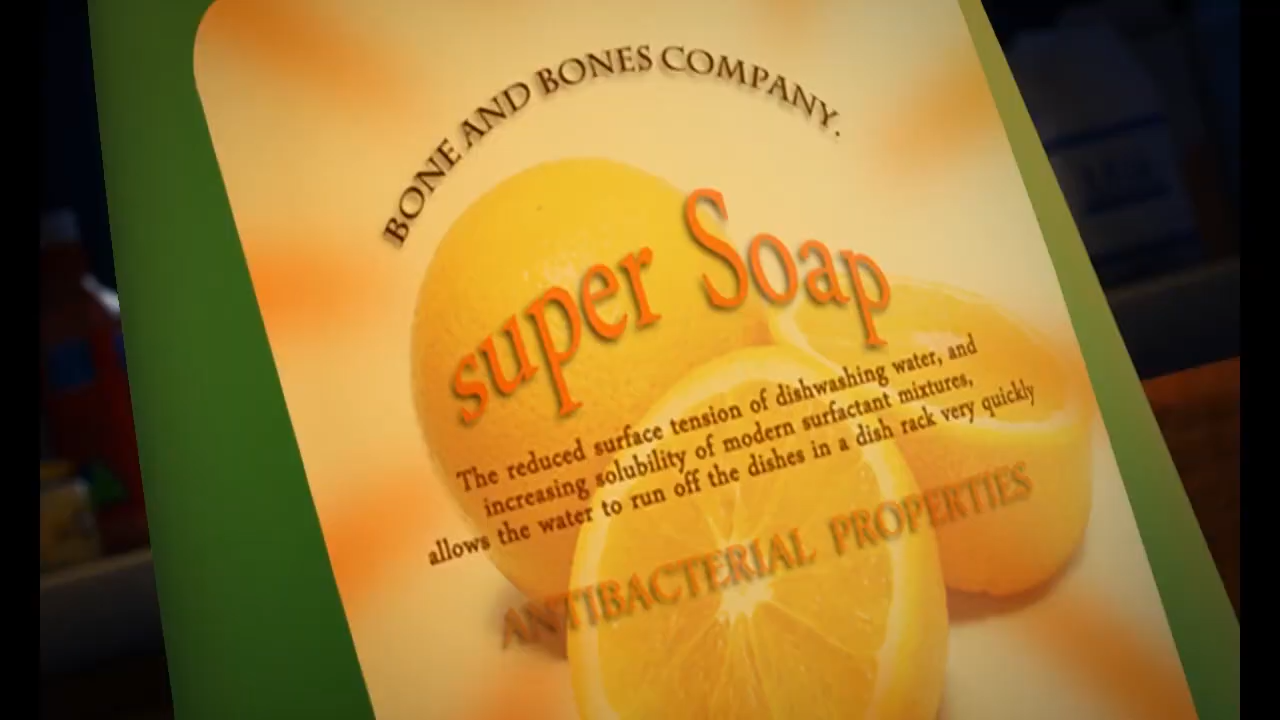 BONE AND BONES COMPANY.
super Soap
The reduced surface tension of dishwashing water, and
increasing solubility of modern surfactant mixtures,
allows the water to run off the dishes in a dish rack very quickly
ANTIBACTERIAL PROPERTIES